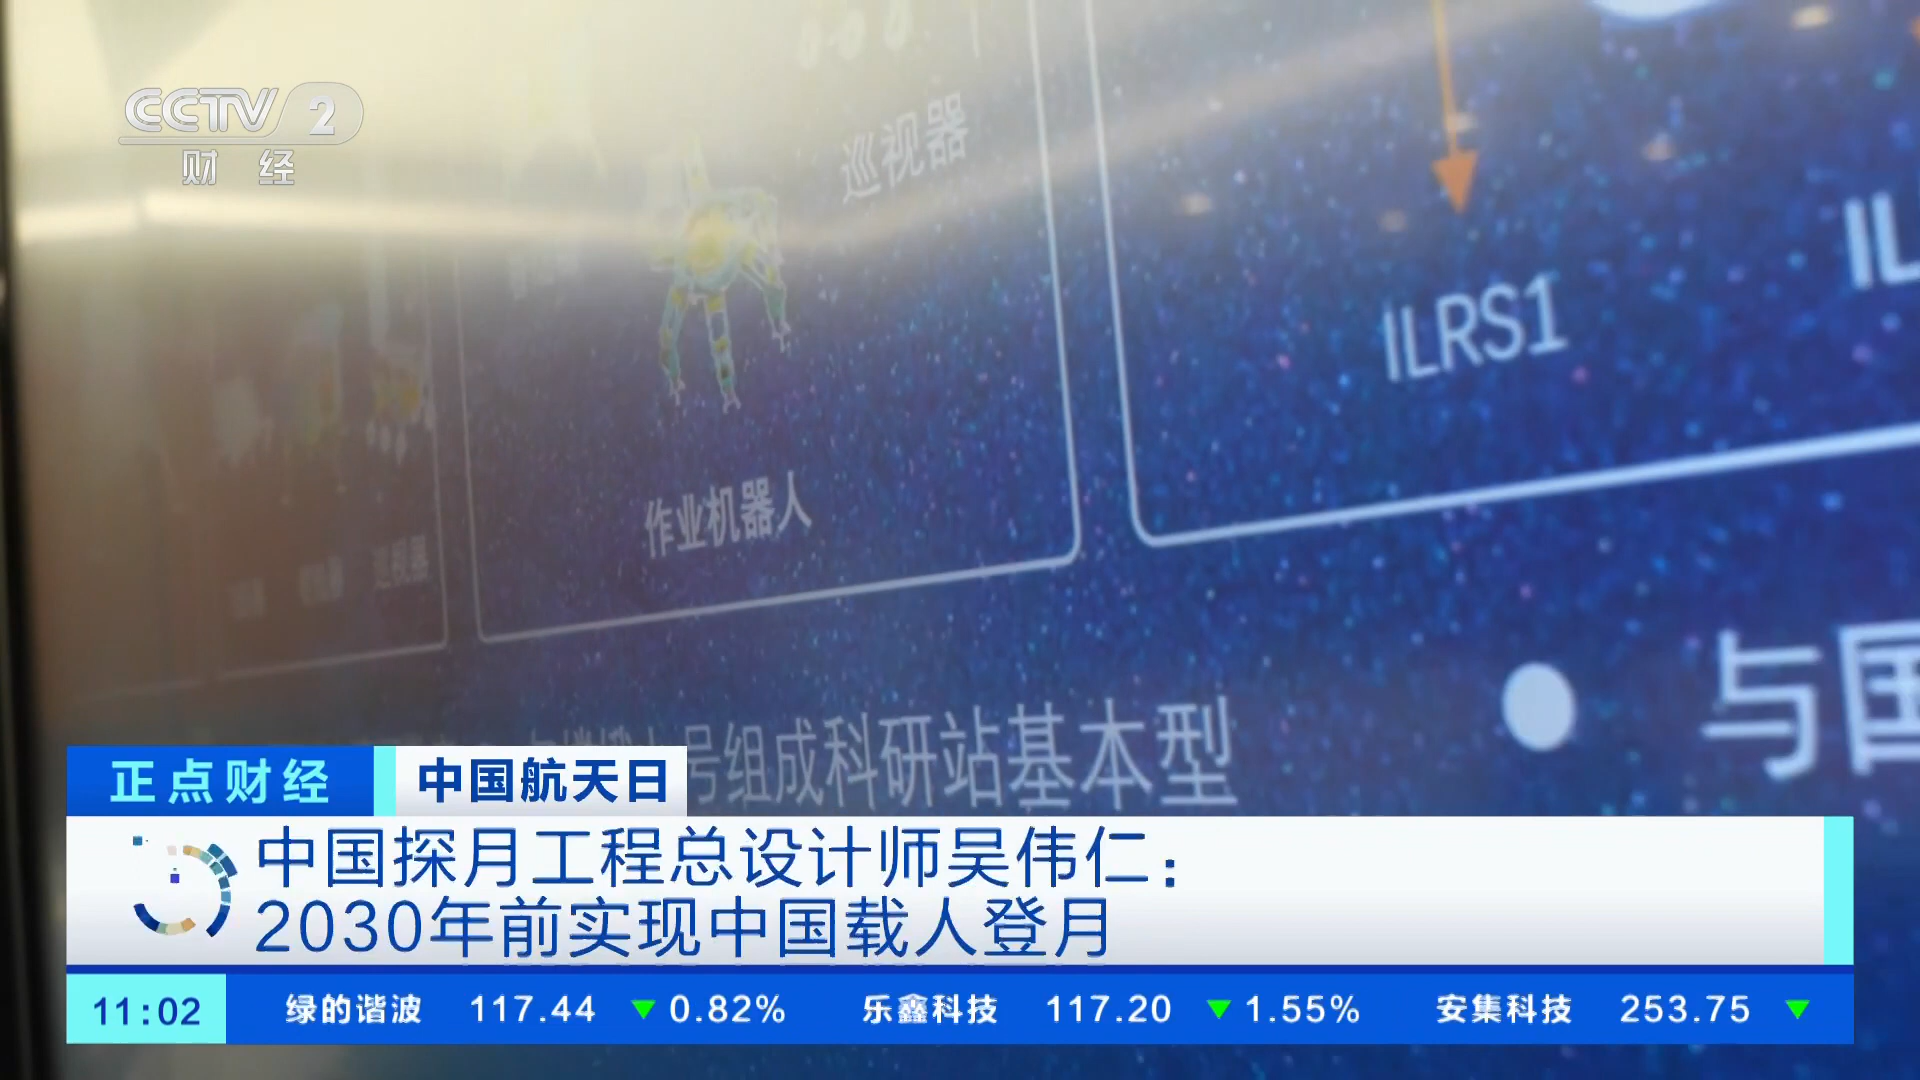 CCTV 2
财 经
巡视器
ILRS1
作业机器人
巡视器
号组成科研站基本型
与国
正点财经
中国航天日
中国探月工程总设计师吴伟仁：
2030年前实现中国载人登月
11:02 绿的谐波 117.44 ▼0.82% 乐鑫科技 117.20 ▼1.55% 安集科技 253.75 ▼